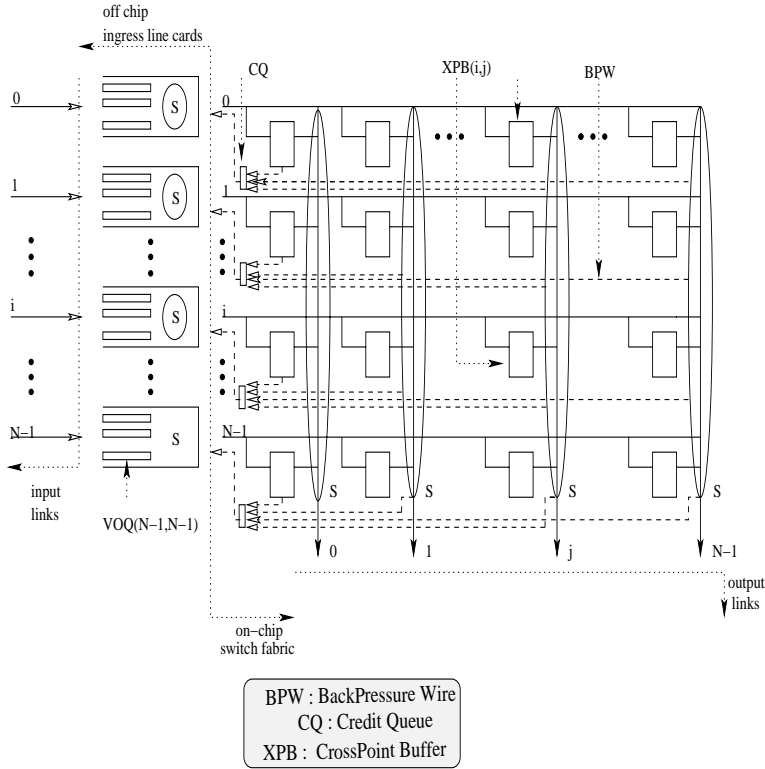 off chip
ingress line cards
CQ
XPB(i,j)
BPW
0
S
0
1
S
1
i
S
i
N−1
S
N−1
input
links
VOQ(N−1,N−1)
S
S
S
S
0
1
j
N−1
output
links
on−chip
switch fabric
BPW : BackPressure Wire
CQ : Credit Queue
XPB : CrossPoint Buffer